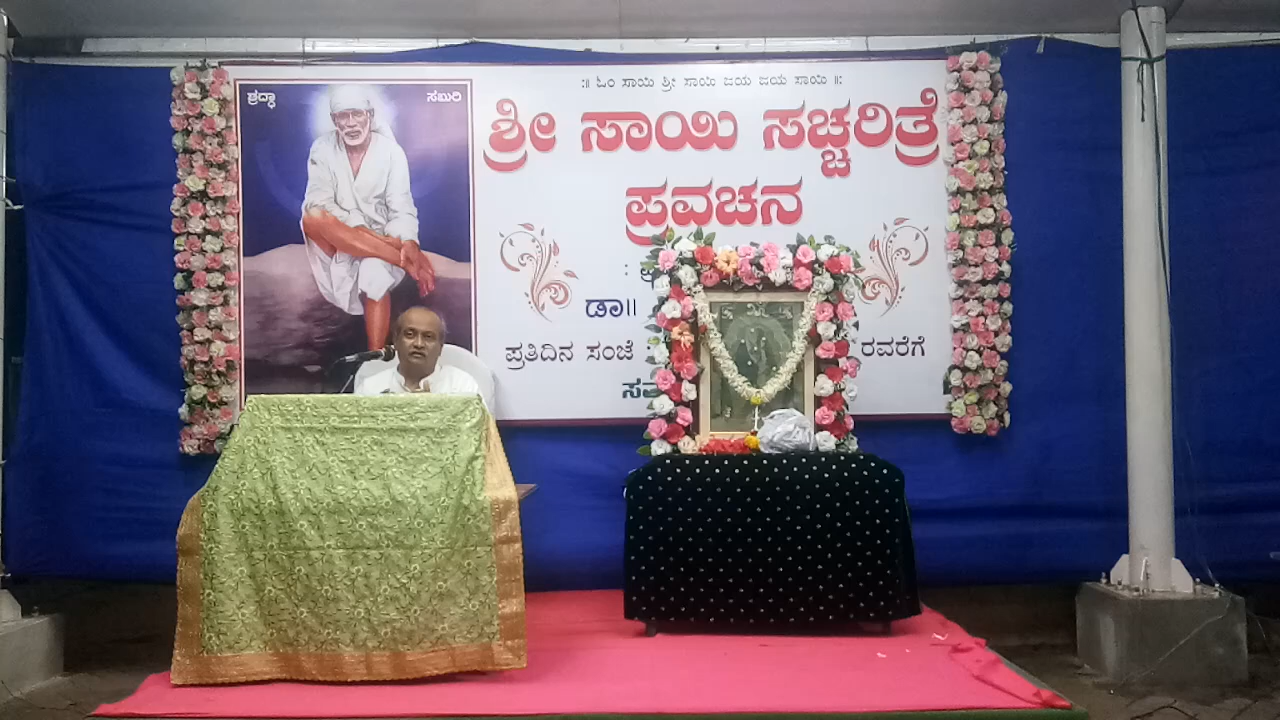 ಶ್ರದ್ಧಾ
ಸಬುರಿ
:॥ ಓಂ ಸಾಯಿ ಶ್ರೀ ಸಾಯಿ ಜಯ ಜಯ ಸಾಯಿ ॥:
ಶ್ರೀ ಸಾಯಿ ಸಚ್ಚರಿತ್ರೆ
ಪ್ರವಚನ
ಡಾ॥
ಪ್ರತಿದಿನ ಸಂಜೆ : ರವರೆಗೆ